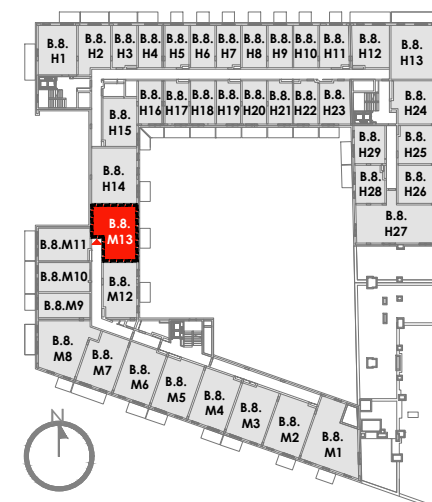 B.8.
H1
B.8.
H2
B.8.
H3
B.8.
H4
B.8.
H5
B.8.
H6
B.8.
H7
B.8.
H8
B.8.
H9
B.8.
H10
B.8.
H11
B.8.
H12
B.8.
H13
B.8.
H15
B.8.
H16
B.8.
H17
B.8.
H18
B.8.
H19
B.8.
H20
B.8.
H21
B.8.
H22
B.8.
H23
B.8.
H24
B.8.
H29
B.8.
H25
B.8.
H14
B.8.
H28
B.8.
H26
B.8.
H27
B.8.
M13
B.8.M11
B.8.M10
B.8.M9
B.8.
M12
B.8.
M8
B.8.
M7
B.8.
M6
B.8.
M5
B.8.
M4
B.8.
M3
B.8.
M2
B.8.
M1
N